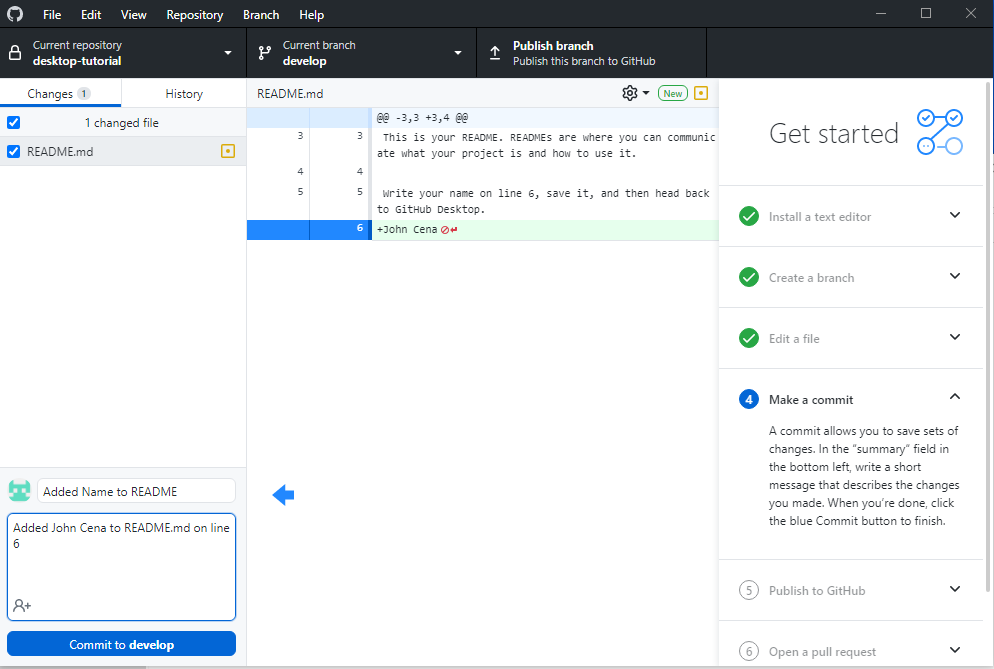 File Edit View Repository Branch Help
Current repository
desktop-tutorial
Current branch
develop
Publish branch
Publish this branch to GitHub
Changes 1 History
1 changed file
README.md
README.md New
@@ -3,3 +3,4 @@
3 3 This is your README. READMEs are where you can communic
ate what your project is and how to use it.
4 4
5 5 Write your name on line 6, save it, and then head back
to GitHub Desktop.
6 +John Cena
Added Name to README
Added John Cena to README.md on line
6
Commit to develop
Get started
Install a text editor
Create a branch
Edit a file
4 Make a commit
A commit allows you to save sets of
changes. In the “summary” field in
the bottom left, write a short
message that describes the changes
you made. When you’re done, click
the blue Commit button to finish.
5 Publish to GitHub
6 Open a pull request